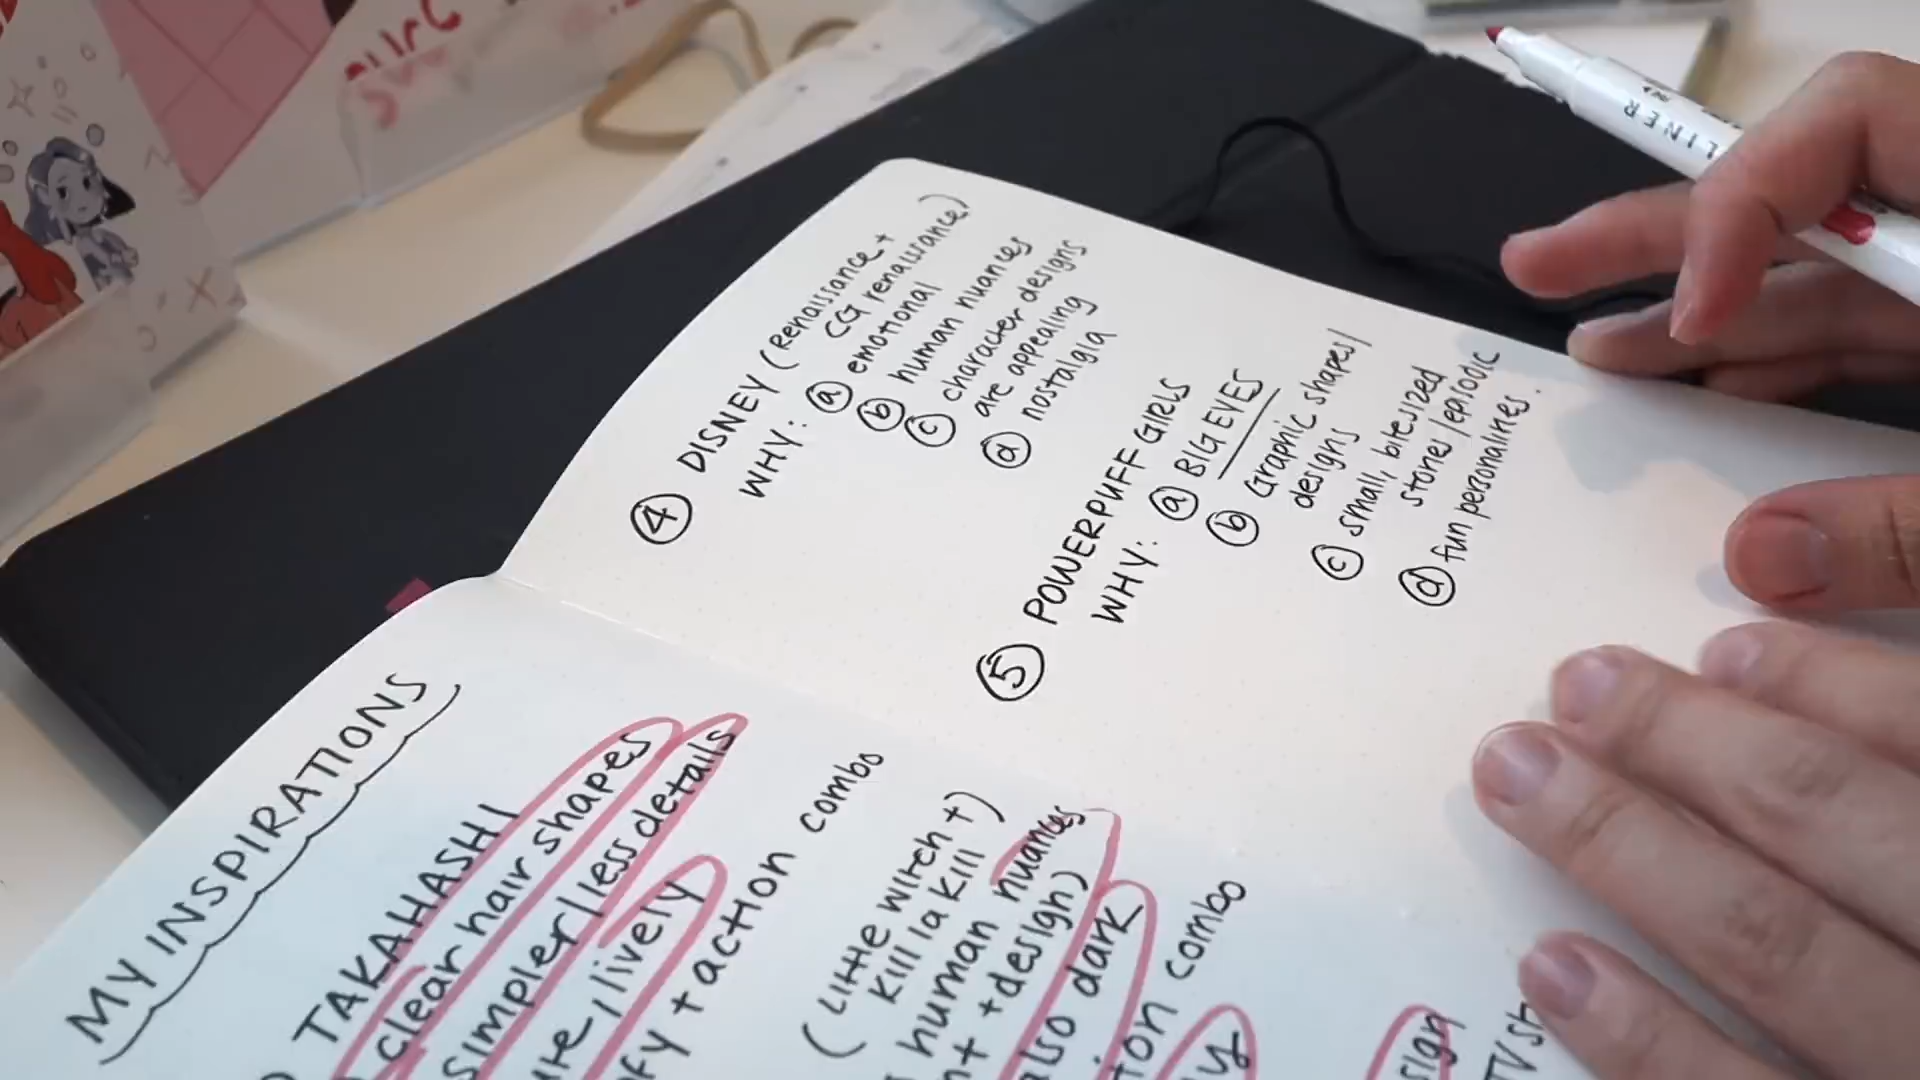 MY INSPIRATIONS
TAKAHASHI
clear hair shapes
simpler/less details
lively
+ action combo
(Little witch +
Kill la Kill)
human nuances
+ design)
also dark
combo
④ DISNEY (Renaissance +
CG renaissance)
WHY: ⓐ emotional
ⓑ human nuances
ⓒ character designs
are appealing
ⓓ nostalgia
⑤ POWERPUFF GIRLS
WHY: ⓐ BIG EYES
ⓑ Graphic shapes/
designs
ⓒ small, bitesized
stories/episodic
ⓓ fun personalities.
LINER